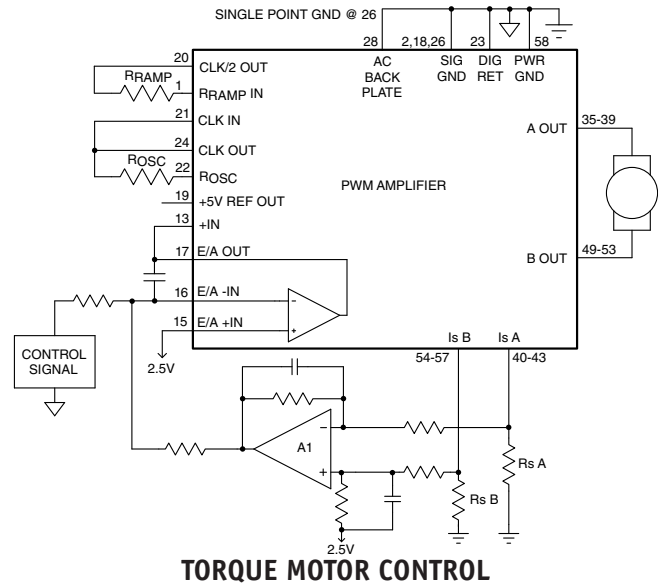 SINGLE POINT GND @ 26
28
2,18,26
23
58
AC
BACK
PLATE
SIG
GND
DIG
RET
PWR
GND
20
CLK/2 OUT
RRAMP
1
RRAMP IN
21
CLK IN
24
CLK OUT
ROSC
22
ROSC
19
+5V REF OUT
13
+IN
17
E/A OUT
16
E/A -IN
15
E/A +IN
2.5V
CONTROL
SIGNAL
PWM AMPLIFIER
A OUT
35-39
B OUT
49-53
Is B
Is A
54-57
40-43
−
+
A1
−
+
Rs A
Rs B
2.5V
TORQUE MOTOR CONTROL